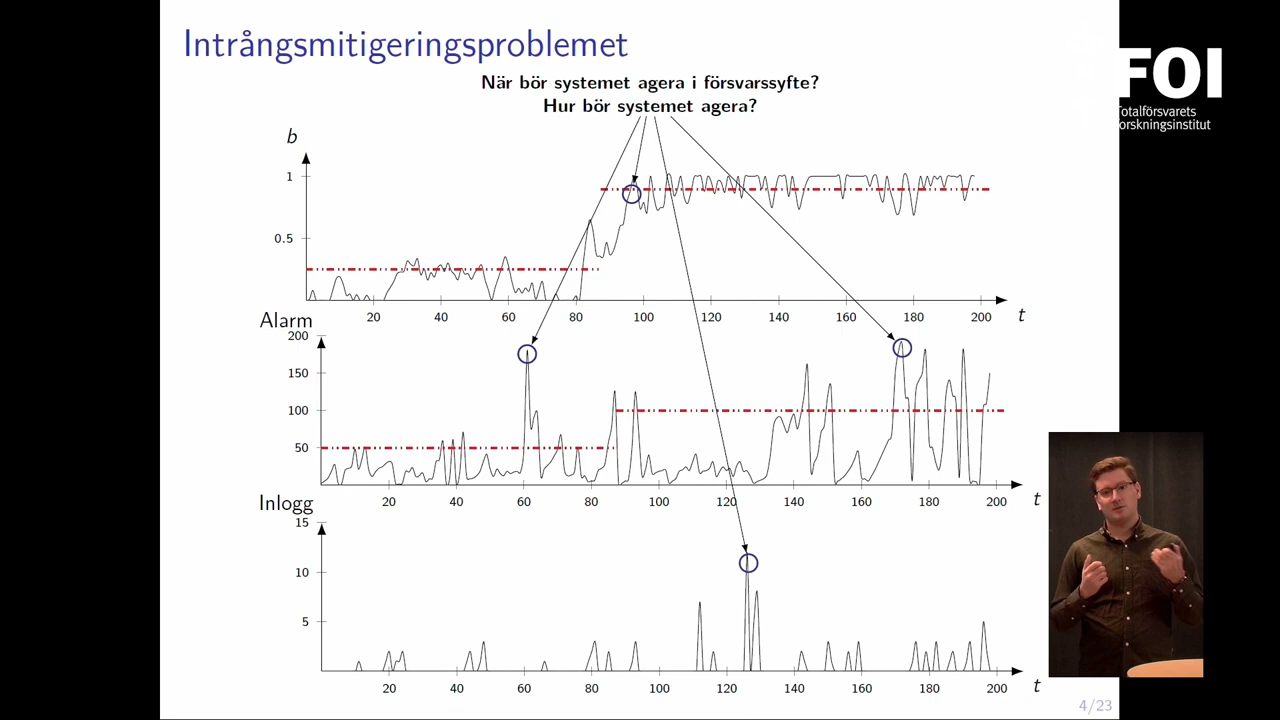 Intrångsmitigeringsproblemet
När bör systemet agera i försvarssyfte?
Hur bör systemet agera?
FOI
Totalförsvarets
forskningsinstitut
b
1
0.5
20 40 60 80 100 120 140 160 180 200
t
Alarm
200
150
100
50
20 40 60 80 100 120 140 160 180 200
t
Inlogg
15
10
5
20 40 60 80 100 120 140 160 180 200
t
4/23